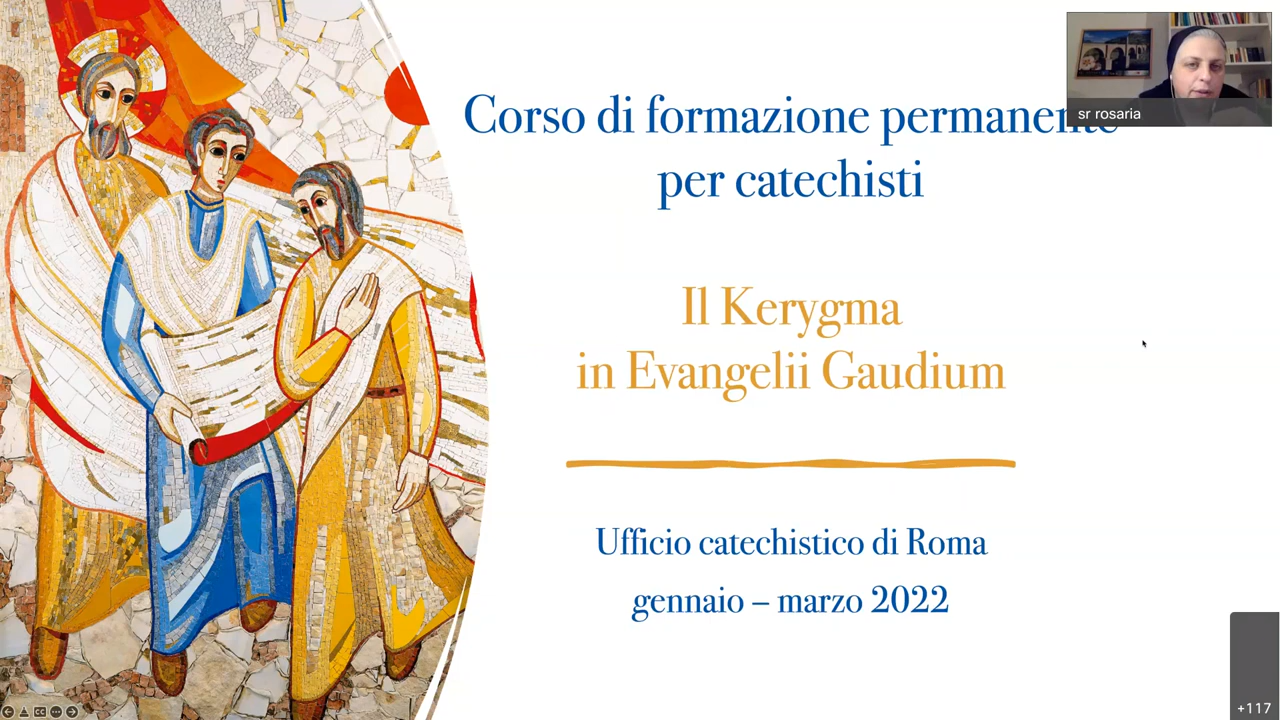 Corso di formazione permanente
per catechisti
Il Kerygma
in Evangelii Gaudium
Ufficio catechistico di Roma
gennaio – marzo 2022
sr rosaria
+117